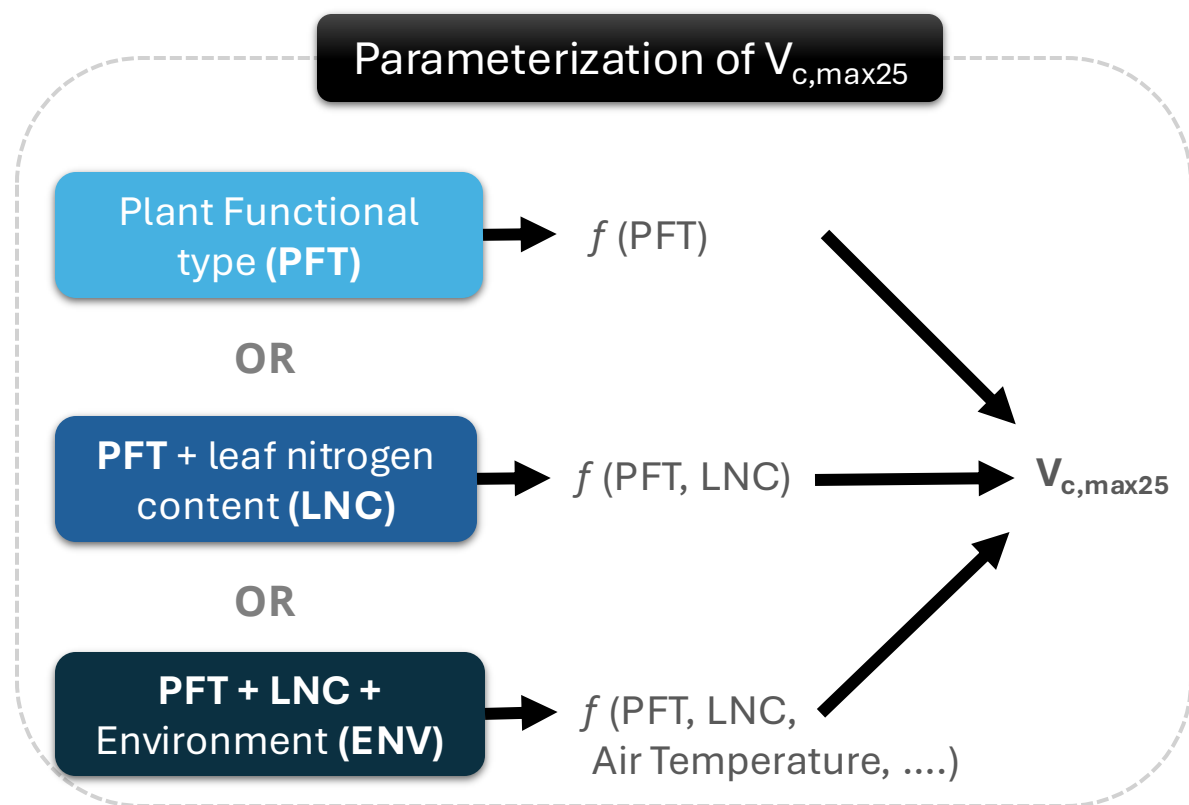 Parameterization of Vc,max25
Plant Functional
type (PFT)
f (PFT)
OR
PFT + leaf nitrogen
content (LNC)
f (PFT, LNC)
Vc,max25
OR
PFT + LNC +
Environment (ENV)
f (PFT, LNC,
Air Temperature, ....)